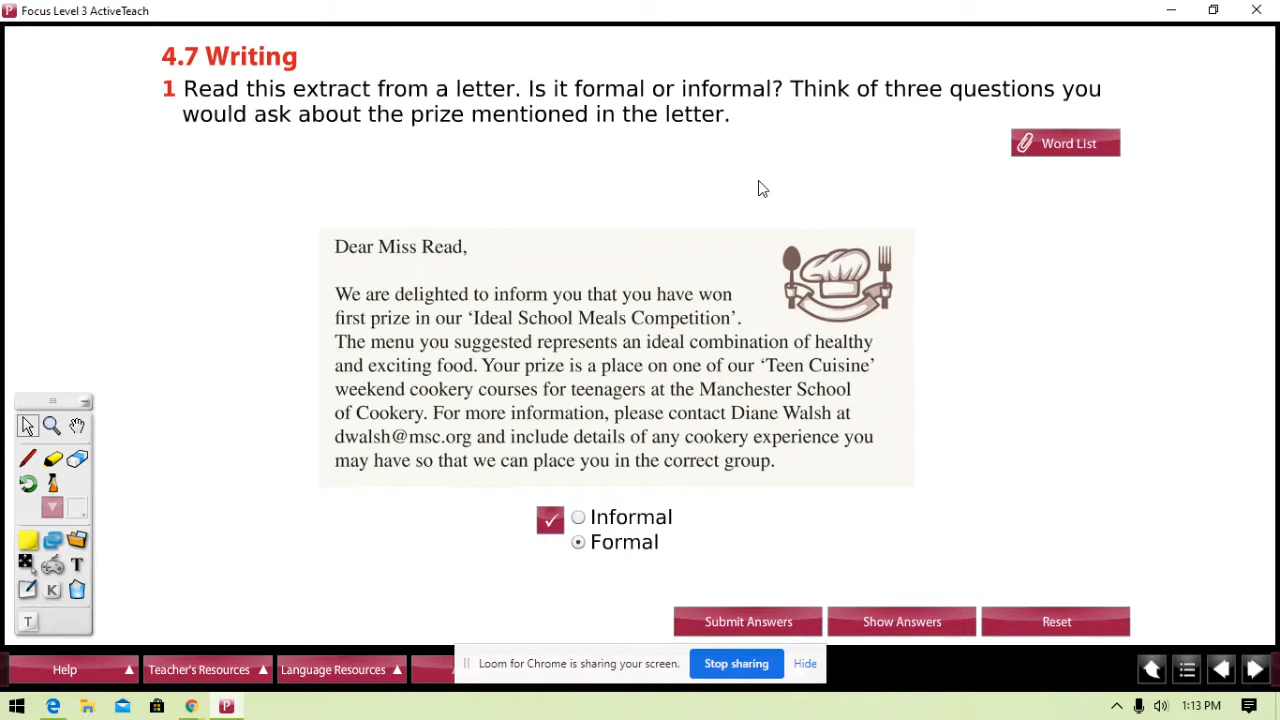 Focus Level 3 ActiveTeach
4.7 Writing
1 Read this extract from a letter. Is it formal or informal? Think of three questions you
would ask about the prize mentioned in the letter.
Word List
Dear Miss Read,
We are delighted to inform you that you have won
first prize in our ‘Ideal School Meals Competition’.
The menu you suggested represents an ideal combination of healthy
and exciting food. Your prize is a place on one of our ‘Teen Cuisine’
weekend cookery courses for teenagers at the Manchester School
of Cookery. For more information, please contact Diane Walsh at
dwalsh@msc.org and include details of any cookery experience you
may have so that we can place you in the correct group.
Informal
Formal
T
K
T
Submit Answers
Show Answers
Reset
Help
Teacher's Resources
Language Resources
Loom for Chrome is sharing your screen.
Stop sharing
Hide
1:13 PM